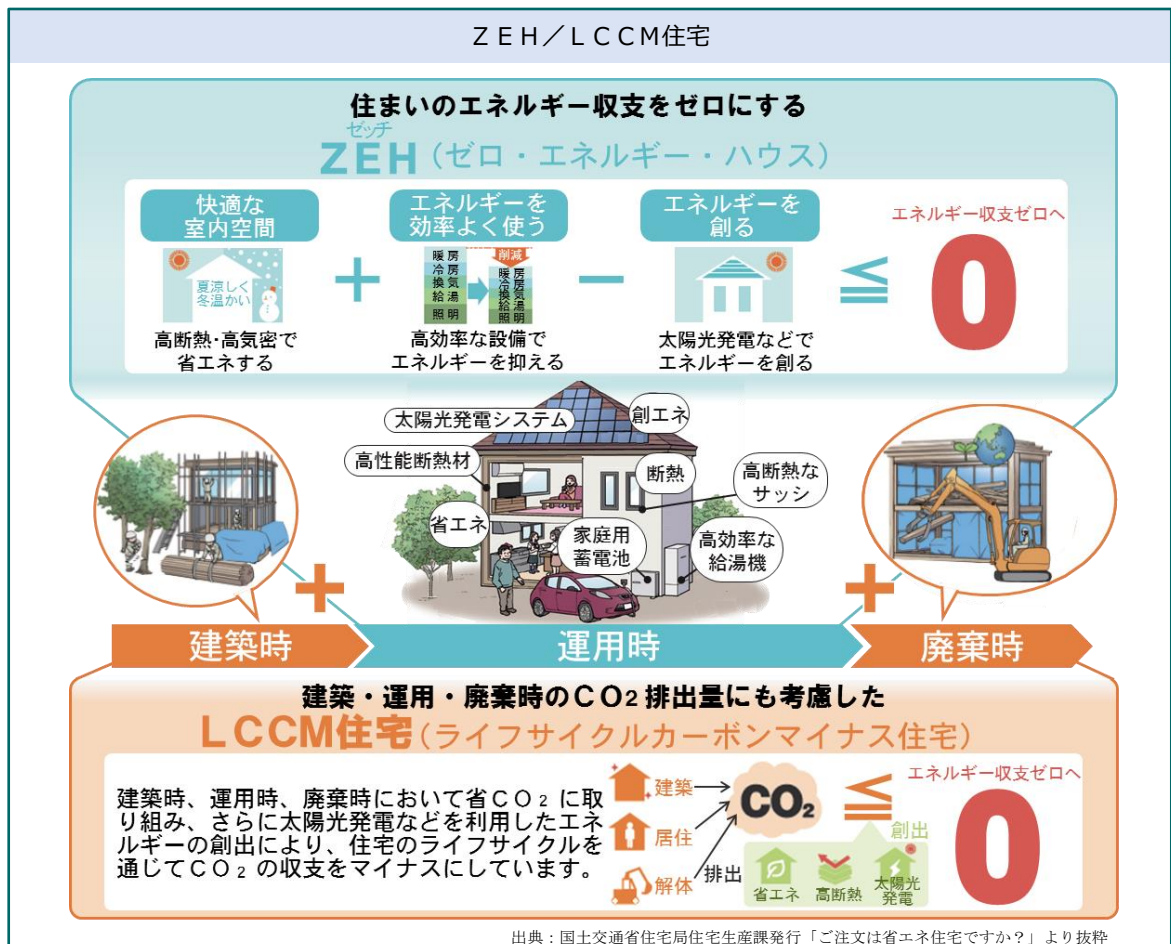 ＺＥＨ／ＬＣＣＭ住宅
住まいのエネルギー収支をゼロにする
ゼッチ
ZEH(ゼロ・エネルギー・ハウス)
快適な
室内空間
夏涼しく
冬温かい
高断熱・高気密で
省エネする
＋
エネルギーを
効率よく使う
暖房
冷房
換気
給湯
照明
削減
暖房
冷房
換気
給湯
照明
高効率な設備で
エネルギーを抑える
－
エネルギーを
創る
太陽光発電などで
エネルギーを創る
≦
エネルギー収支ゼロへ
0
太陽光発電システム
創エネ
高性能断熱材
断熱
高断熱な
サッシ
省エネ
家庭用
蓄電池
高効率な
給湯機
＋
＋
建築時
運用時
廃棄時
建築・運用・廃棄時のCO2排出量にも考慮した
LCCM住宅(ライフサイクルカーボンマイナス住宅)
建築時、運用時、廃棄時において省ＣＯ２に取
り組み、さらに太陽光発電などを利用したエネ
ルギーの創出により、住宅のライフサイクルを
通じてＣＯ２の収支をマイナスにしています。
建築
居住
解体
排出
CO2
≦
創出
省エネ
高断熱
太陽光
発電
エネルギー収支ゼロへ
0
出典：国土交通省住宅局住宅生産課発行「ご注文は省エネ住宅ですか？」より抜粋